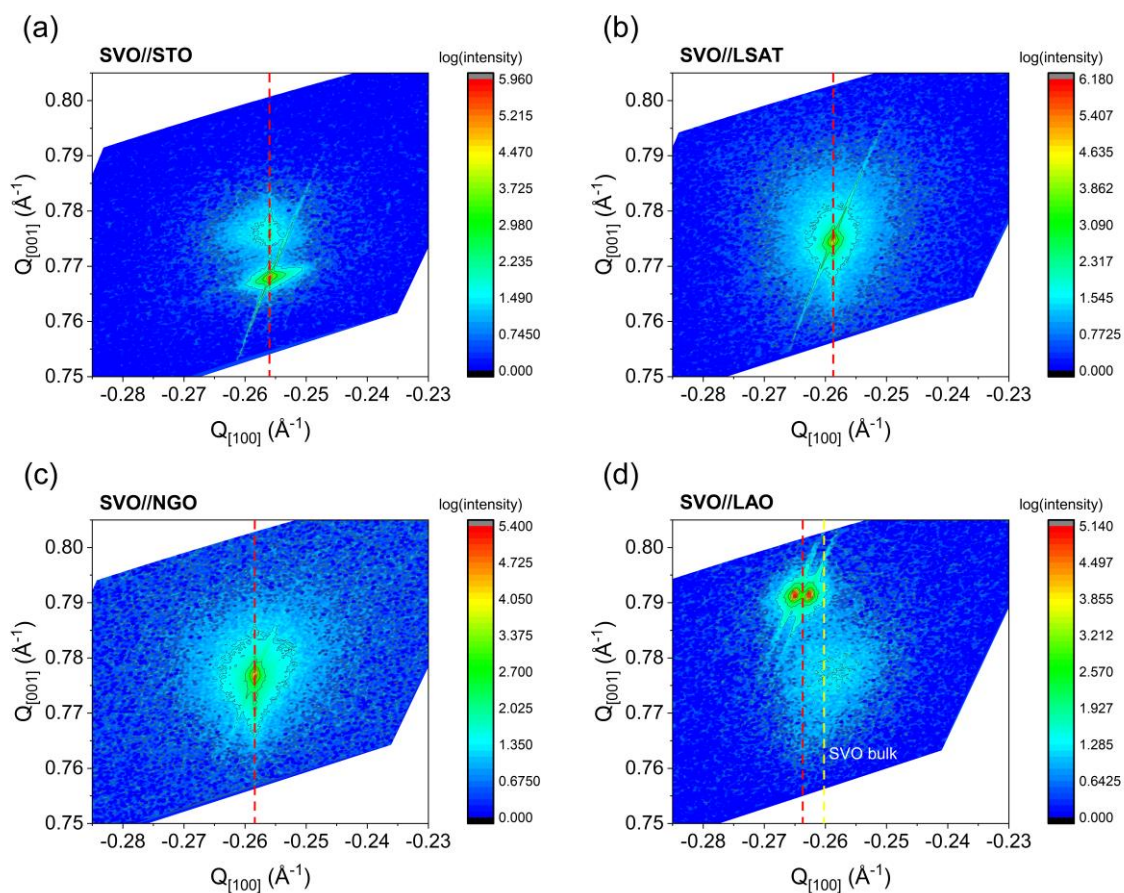 (a)
SVO//STO
log(intensity)
5.960
5.215
4.470
3.725
2.980
2.235
1.490
0.7450
0.000
0.80
0.79
0.78
0.77
0.76
0.75
Q[001] (Å-1)
-0.28 -0.27 -0.26 -0.25 -0.24 -0.23
Q[100] (Å-1)
(b)
SVO//LSAT
log(intensity)
6.180
5.407
4.635
3.862
3.090
2.317
1.545
0.7725
0.000
0.80
0.79
0.78
0.77
0.76
0.75
Q[001] (Å-1)
-0.28 -0.27 -0.26 -0.25 -0.24 -0.23
Q[100] (Å-1)
(c)
SVO//NGO
log(intensity)
5.400
4.725
4.050
3.375
2.700
2.025
1.350
0.6750
0.000
0.80
0.79
0.78
0.77
0.76
0.75
Q[001] (Å-1)
-0.28 -0.27 -0.26 -0.25 -0.24 -0.23
Q[100] (Å-1)
(d)
SVO//LAO
log(intensity)
5.140
4.497
3.855
3.212
2.570
1.927
1.285
0.6425
0.000
0.80
0.79
0.78
0.77
0.76
0.75
Q[001] (Å-1)
SVO bulk
-0.28 -0.27 -0.26 -0.25 -0.24 -0.23
Q[100] (Å-1)